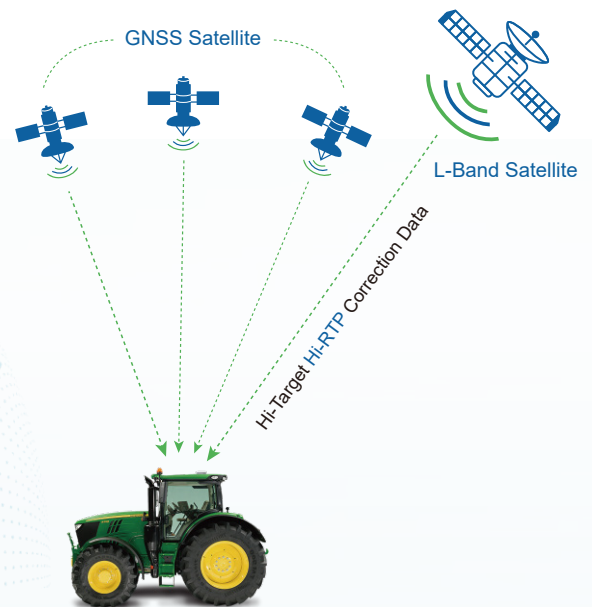 GNSS Satellite
L-Band Satellite
Hi-Target Hi-RTP Correction Data